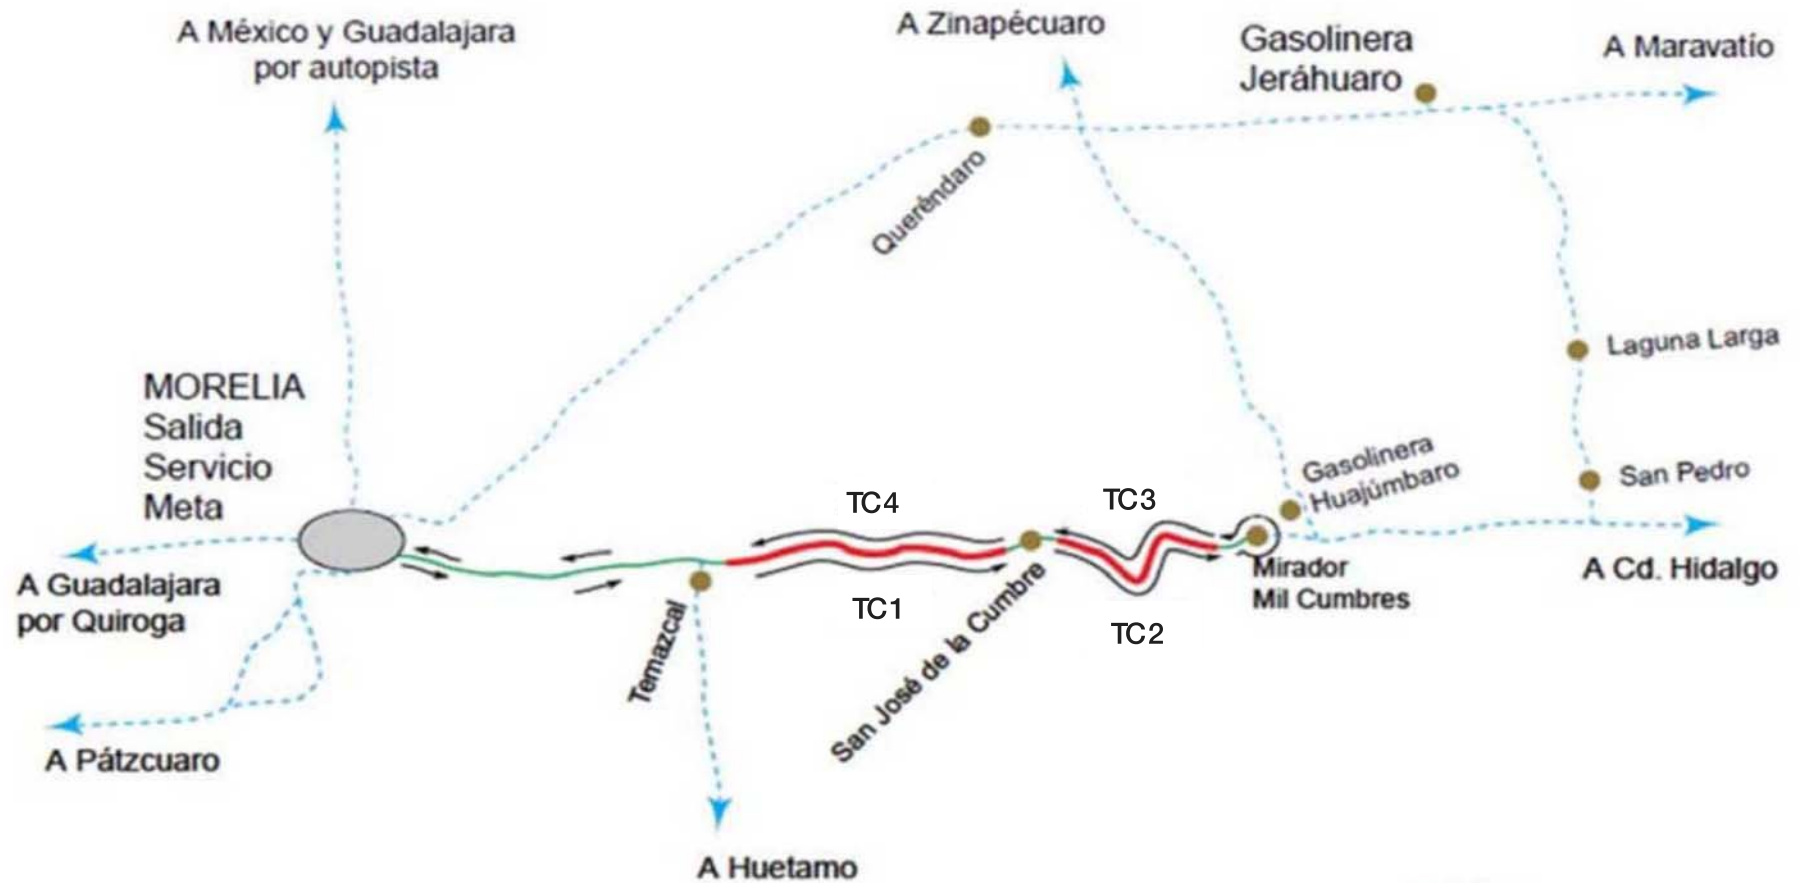 A México y Guadalajara
por autopista
A Zinapécuaro
Gasolinera
Jeráhuaro
A Maravatío
Queréndaro
Laguna Larga
MORELIA
Salida
Servicio
Meta
Gasolinera
Huajúmbaro
San Pedro
TC4
TC3
A Guadalajara
por Quiroga
Temazcal
TC1
San José de la Cumbre
TC2
Mirador
Mil Cumbres
A Cd. Hidalgo
A Pátzcuaro
A Huetamo